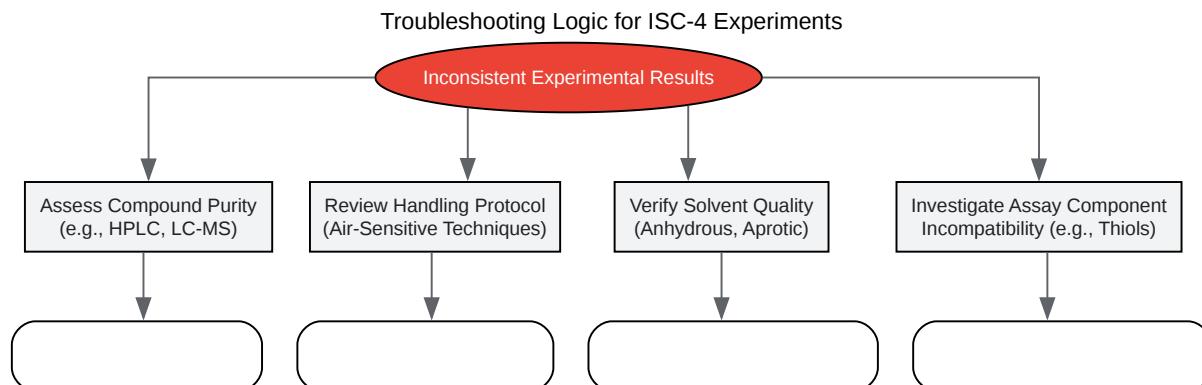 Troubleshooting Logic for ISC-4 Experiments
Inconsistent Experimental Results
Assess Compound Purity
(e.g., HPLC, LC-MS)
Review Handling Protocol
(Air-Sensitive Techniques)
Verify Solvent Quality
(Anhydrous, Aprotic)
Investigate Assay Component
Incompatibility (e.g., Thiols)